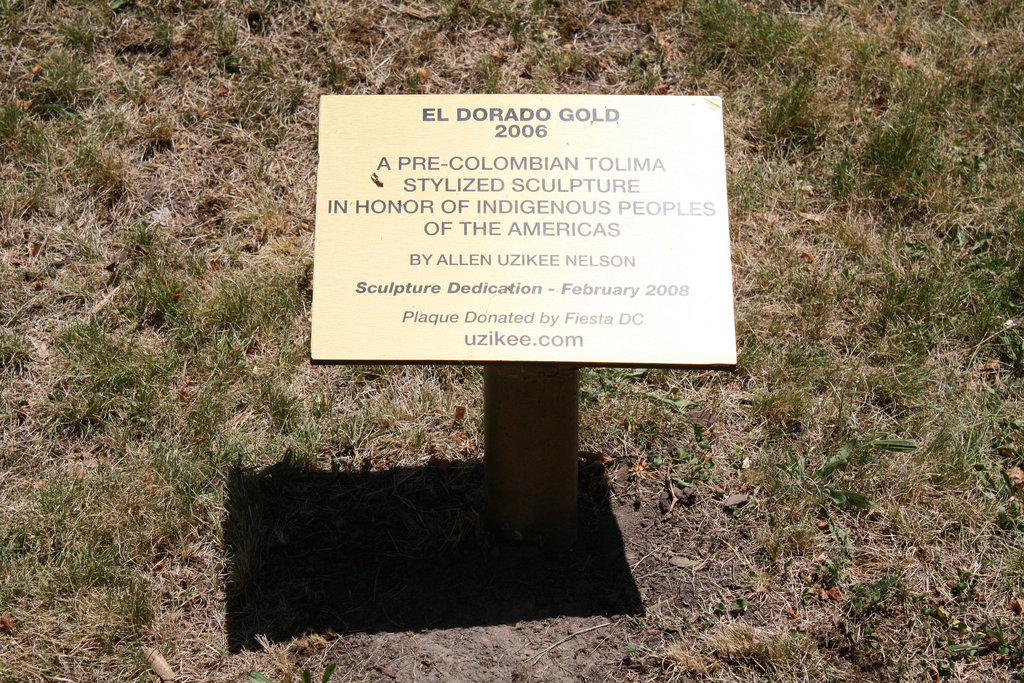 EL DORADO GOLD
2006
A PRE-COLOMBIAN TOLIMA
STYLIZED SCULPTURE
IN HONOR OF INDIGENOUS PEOPLES
OF THE AMERICAS
BY ALLEN UZIKEE NELSON
Sculpture Dedication - February 2008
Plaque Donated by Fiesta DC
uzikee.com